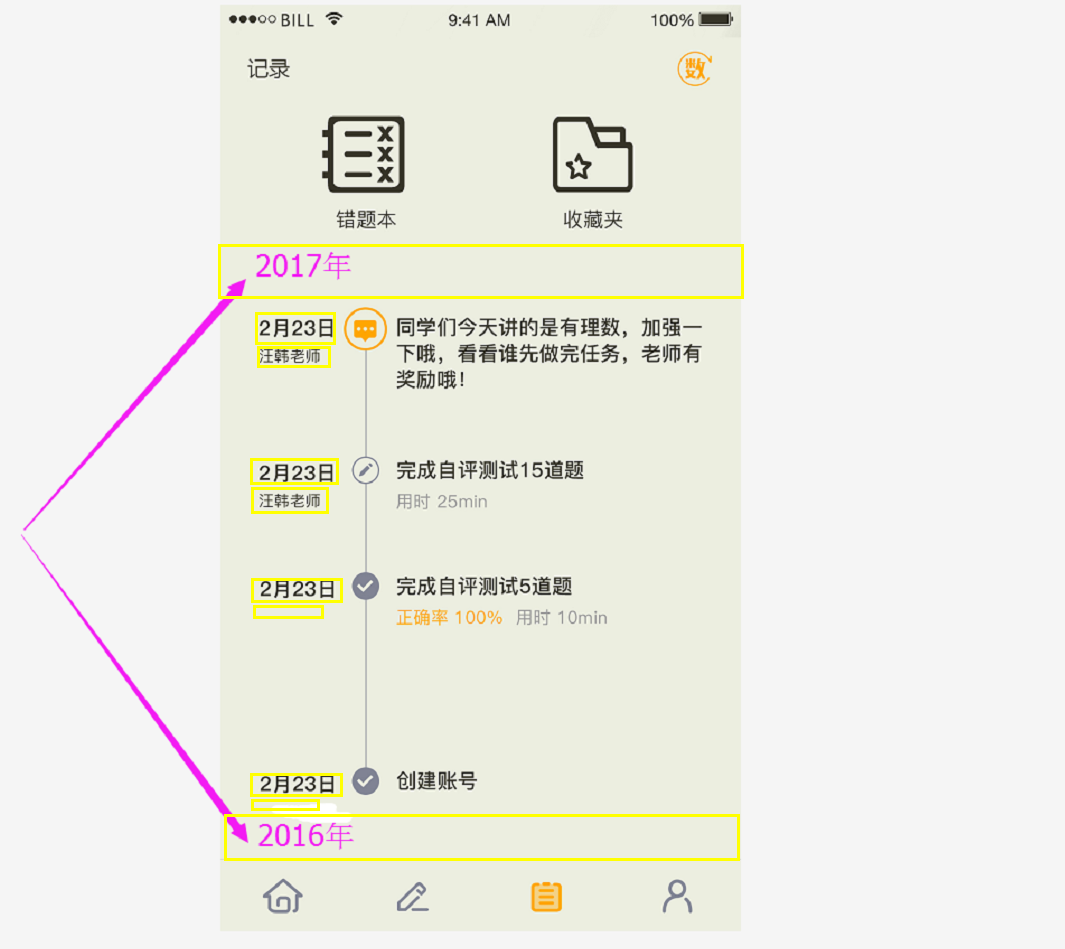 BILL 9:41 AM 100%
记录 数
X
X
X
错题本 收藏夹
2017年
2月23日 同学们今天讲的是有理数，加强一
汪韩老师 下哦，看看谁先做完任务，老师有
奖励哦！
2月23日 完成自评测试15道题
汪韩老师 用时 25min
2月23日 完成自评测试5道题
正确率 100% 用时 10min
2月23日 创建账号
2016年